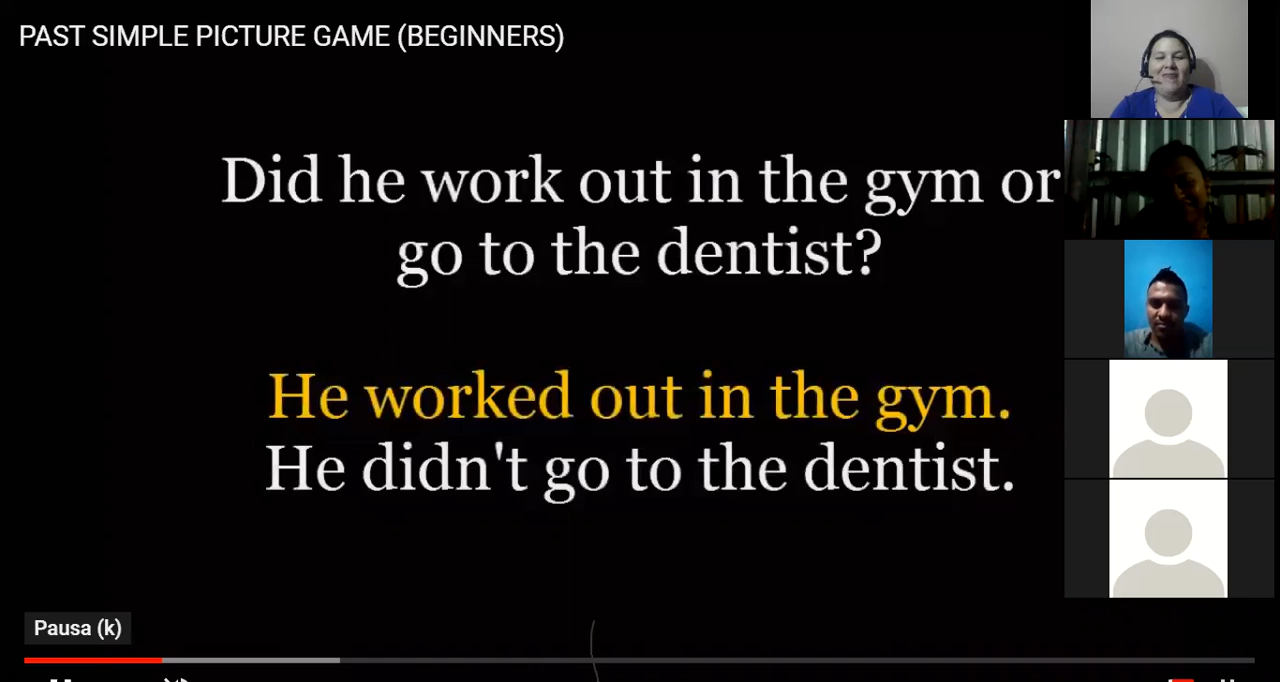 PAST SIMPLE PICTURE GAME (BEGINNERS)
Did he work out in the gym or
go to the dentist?
He worked out in the gym.
He didn't go to the dentist.
Pausa (k)